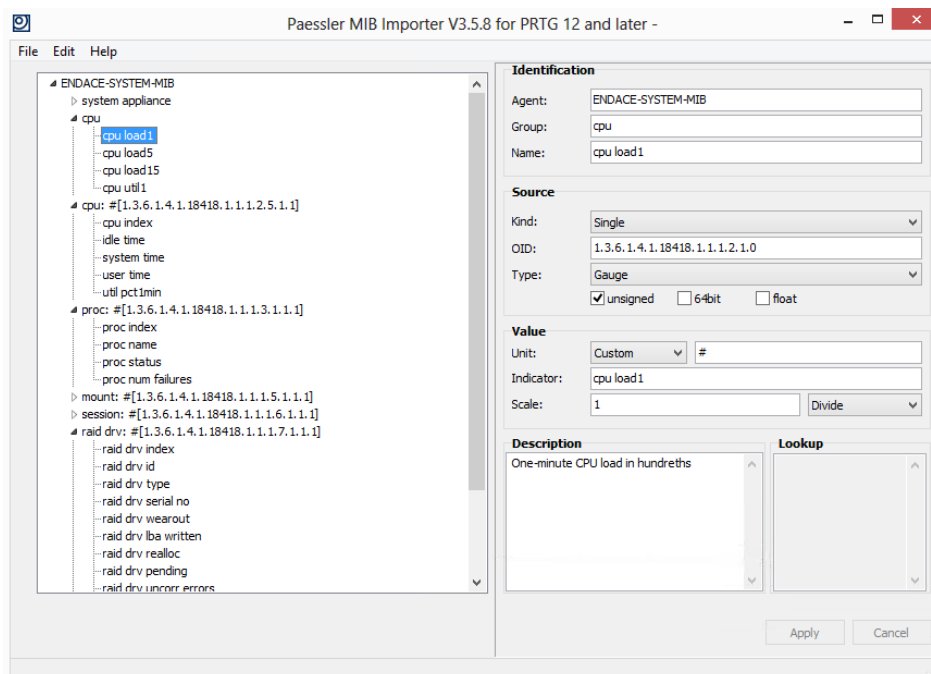 Paessler MIB Importer V3.5.8 for PRTG 12 and later -
File Edit Help
ENDACE-SYSTEM-MIB
system appliance
cpu
cpu load1
cpu load5
cpu load15
cpu util1
cpu: #[1.3.6.1.4.1.18418.1.1.1.2.5.1.1]
cpu index
idle time
system time
user time
util pct1min
proc: #[1.3.6.1.4.1.18418.1.1.1.3.1.1.1]
proc index
proc name
proc status
proc num failures
mount: #[1.3.6.1.4.1.18418.1.1.1.5.1.1.1]
session: #[1.3.6.1.4.1.18418.1.1.1.6.1.1.1]
raid drv: #[1.3.6.1.4.1.18418.1.1.1.7.1.1.1]
raid drv index
raid drv id
raid drv type
raid drv serial no
raid drv wearout
raid drv lba written
raid drv realloc
raid drv pending
raid drv uncorr errors
Identification
Agent: ENDACE-SYSTEM-MIB
Group: cpu
Name: cpu load1
Source
Kind: Single
OID: 1.3.6.1.4.1.18418.1.1.1.2.1.0
Type: Gauge
unsigned 64bit float
Value
Unit: Custom #
Indicator: cpu load1
Scale: 1 Divide
Description Lookup
One-minute CPU load in hundreths
Apply Cancel